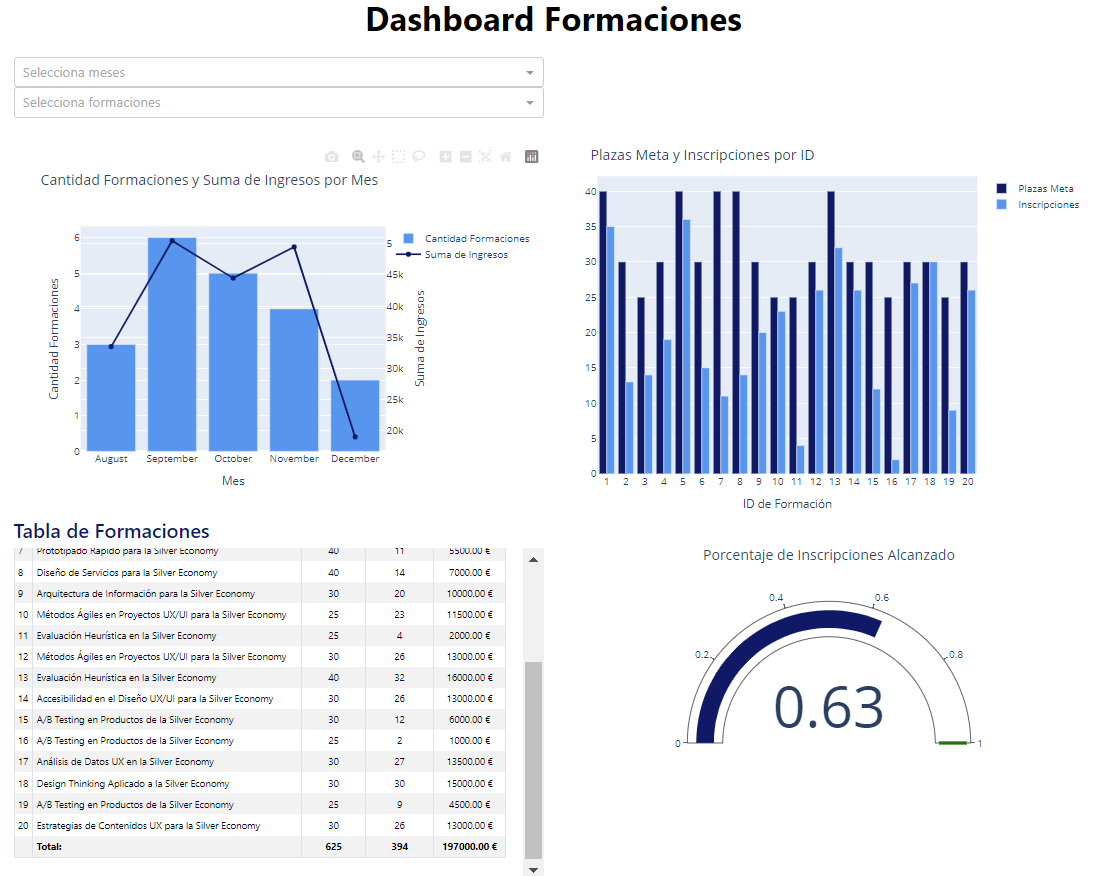 Dashboard Formaciones
Selecciona meses
Selecciona formaciones
Cantidad Formaciones y Suma de Ingresos por Mes
Cantidad Formaciones
Suma de Ingresos
6
5
4
3
2
1
0
5
45k
40k
35k
30k
25k
20k
Cantidad Formaciones
Suma de Ingresos
August September October November December
Mes
Plazas Meta y Inscripciones por ID
Plazas Meta
Inscripciones
40
35
30
25
20
15
10
5
0
1 2 3 4 5 6 7 8 9 10 11 12 13 14 15 16 17 18 19 20
ID de Formación
Tabla de Formaciones
7 Prototipado Rápido para la Silver Economy 40 11 5500.00 €
8 Diseño de Servicios para la Silver Economy 40 14 7000.00 €
9 Arquitectura de Información para la Silver Economy 30 20 10000.00 €
10 Métodos Ágiles en Proyectos UX/UI para la Silver Economy 25 23 11500.00 €
11 Evaluación Heurística en la Silver Economy 25 4 2000.00 €
12 Métodos Ágiles en Proyectos UX/UI para la Silver Economy 30 26 13000.00 €
13 Evaluación Heurística en la Silver Economy 40 32 16000.00 €
14 Accesibilidad en el Diseño UX/UI para la Silver Economy 30 26 13000.00 €
15 A/B Testing en Productos de la Silver Economy 30 12 6000.00 €
16 A/B Testing en Productos de la Silver Economy 25 2 1000.00 €
17 Análisis de Datos UX en la Silver Economy 30 27 13500.00 €
18 Design Thinking Aplicado a la Silver Economy 30 30 15000.00 €
19 A/B Testing en Productos de la Silver Economy 25 9 4500.00 €
20 Estrategias de Contenidos UX para la Silver Economy 30 26 13000.00 €
Total: 625 394 197000.00 €
Porcentaje de Inscripciones Alcanzado
0.4 0.6
0.2 0.8
0.63
0 1